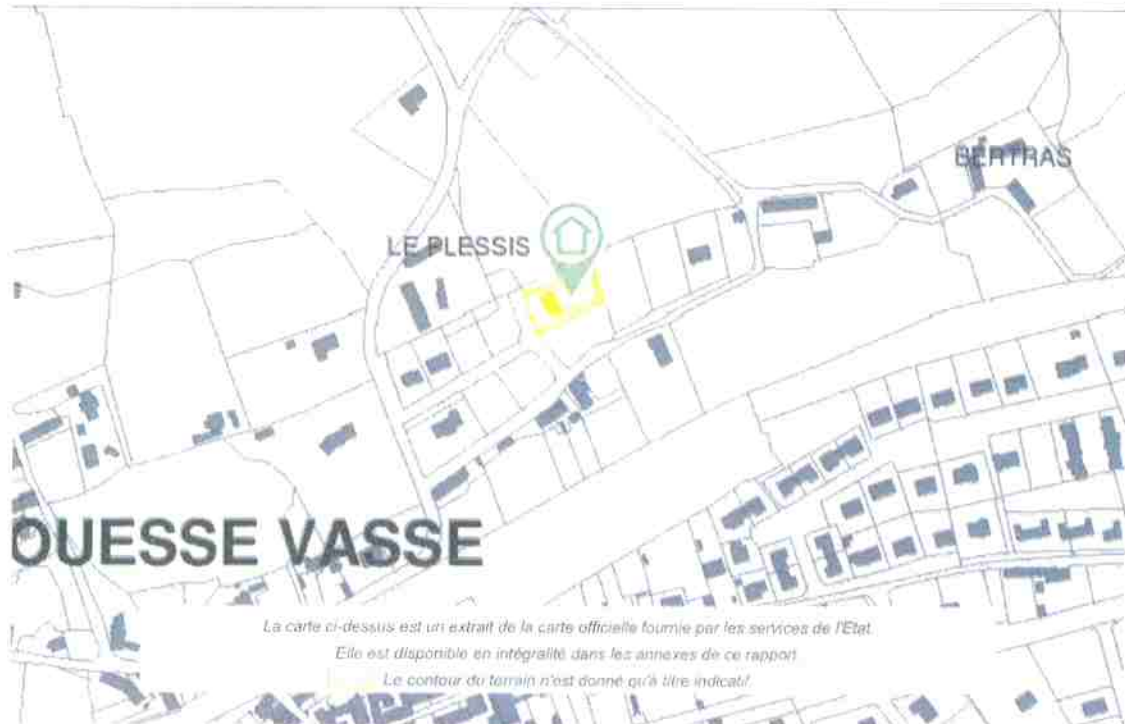 BERTRAS
LE PLESSIS
OUESSE VASSE
La carte ci-dessus est un extrait de la carte officielle fournie par les services de l'Etat.
Elle est disponible en intégralité dans les annexes de ce rapport.
Le contour du terrain n'est donné qu'à titre indicatif.